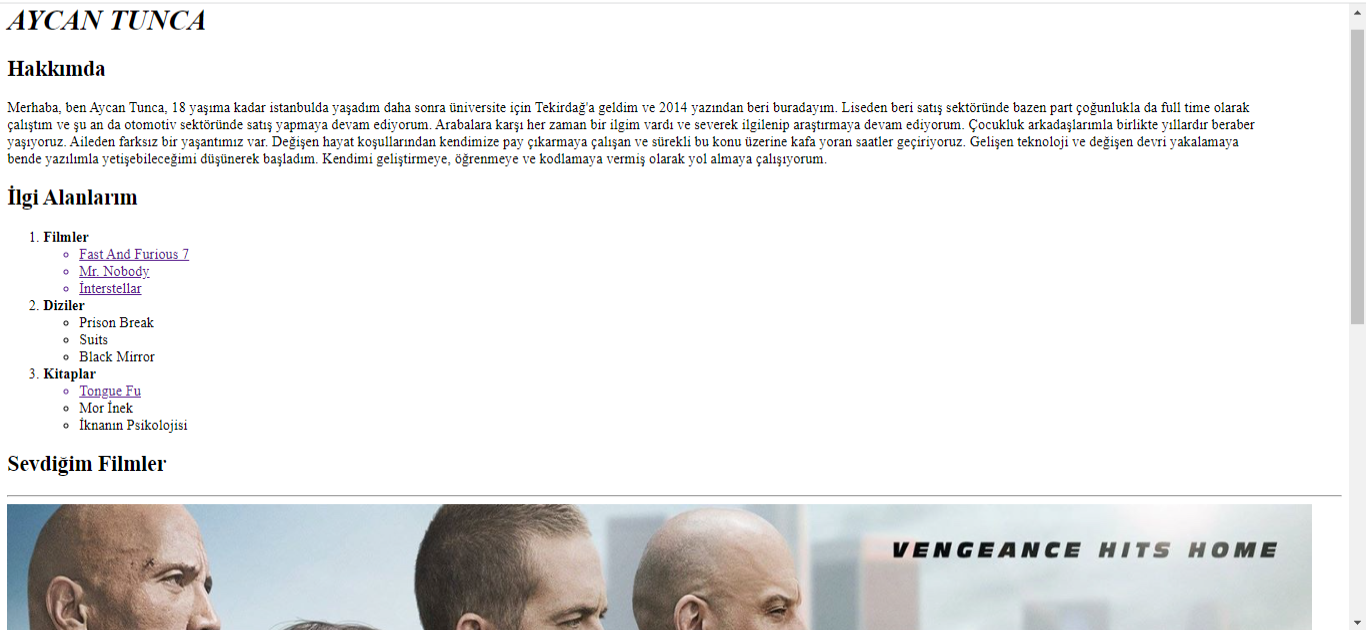 AYCAN TUNCA
Hakkımda
Merhaba, ben Aycan Tunca, 18 yaşıma kadar istanbulda yaşadım daha sonra üniversite için Tekirdağ'a geldim ve 2014 yazından beri buradayım. Liseden beri satış sektöründe bazen part çoğunlukla da full time olarak
çalıştım ve şu an da otomotiv sektöründe satış yapmaya devam ediyorum. Arabalara karşı her zaman bir ilgim vardı ve severek ilgilenip araştırmaya devam ediyorum. Çocukluk arkadaşlarımla birlikte yıllardır beraber
yaşıyoruz. Aileden farksız bir yaşantımız var. Değişen hayat koşullarından kendimize pay çıkarmaya çalışan ve sürekli bu konu üzerine kafa yoran saatler geçiriyoruz. Gelişen teknoloji ve değişen devri yakalamaya
bende yazılımla yetişebileceğimi düşünerek başladım. Kendimi geliştirmeye, öğrenmeye ve kodlamaya vermiş olarak yol almaya çalışıyorum.
İlgi Alanlarım
1. Filmler
Fast And Furious 7
Mr. Nobody
İnterstellar
2. Diziler
Prison Break
Suits
Black Mirror
3. Kitaplar
Tongue Fu
Mor İnek
İknanın Psikolojisi
Sevdiğim Filmler
VENGEANCE HITS HOME